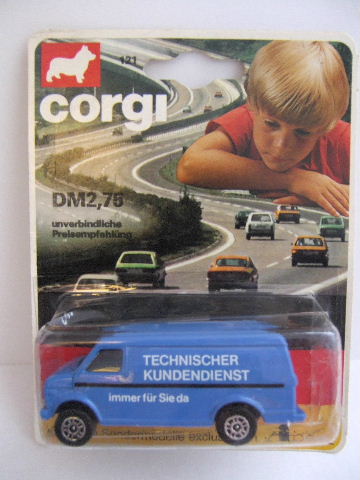 121
corgi
DM2,75
unverbindliche
Preisempfehlung
TECHNISCHER
KUNDENDIENST
immer für Sie da